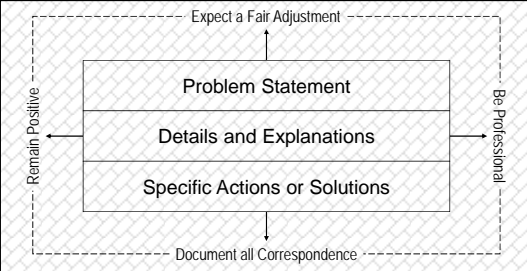 Expect a Fair Adjustment
Remain Positive
Problem Statement
Details and Explanations
Specific Actions or Solutions
Be Professional
Document all Correspondence